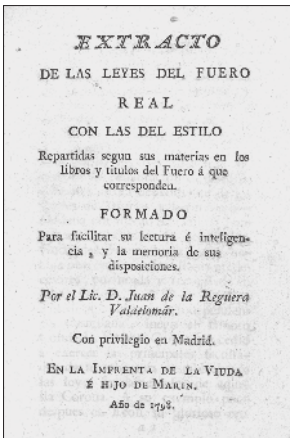 EXTRACTO
DE LAS LEYES DEL FUERO
REAL
CON LAS DEL ESTILO
Repartidas segun sus materias en los
libros y titulos del Fuero á que
corresponden.
FORMADO
Para facilitar su lectura é inteligen-
cia, y la memoria de sus
disposiciones.
Por el Lic. D. Juan de la Reguera
Valdelomár.
Con privilegio en Madrid.
EN LA IMPRENTA DE LA VIUDA
É HIJO DE MARIN.
Año de 1798.